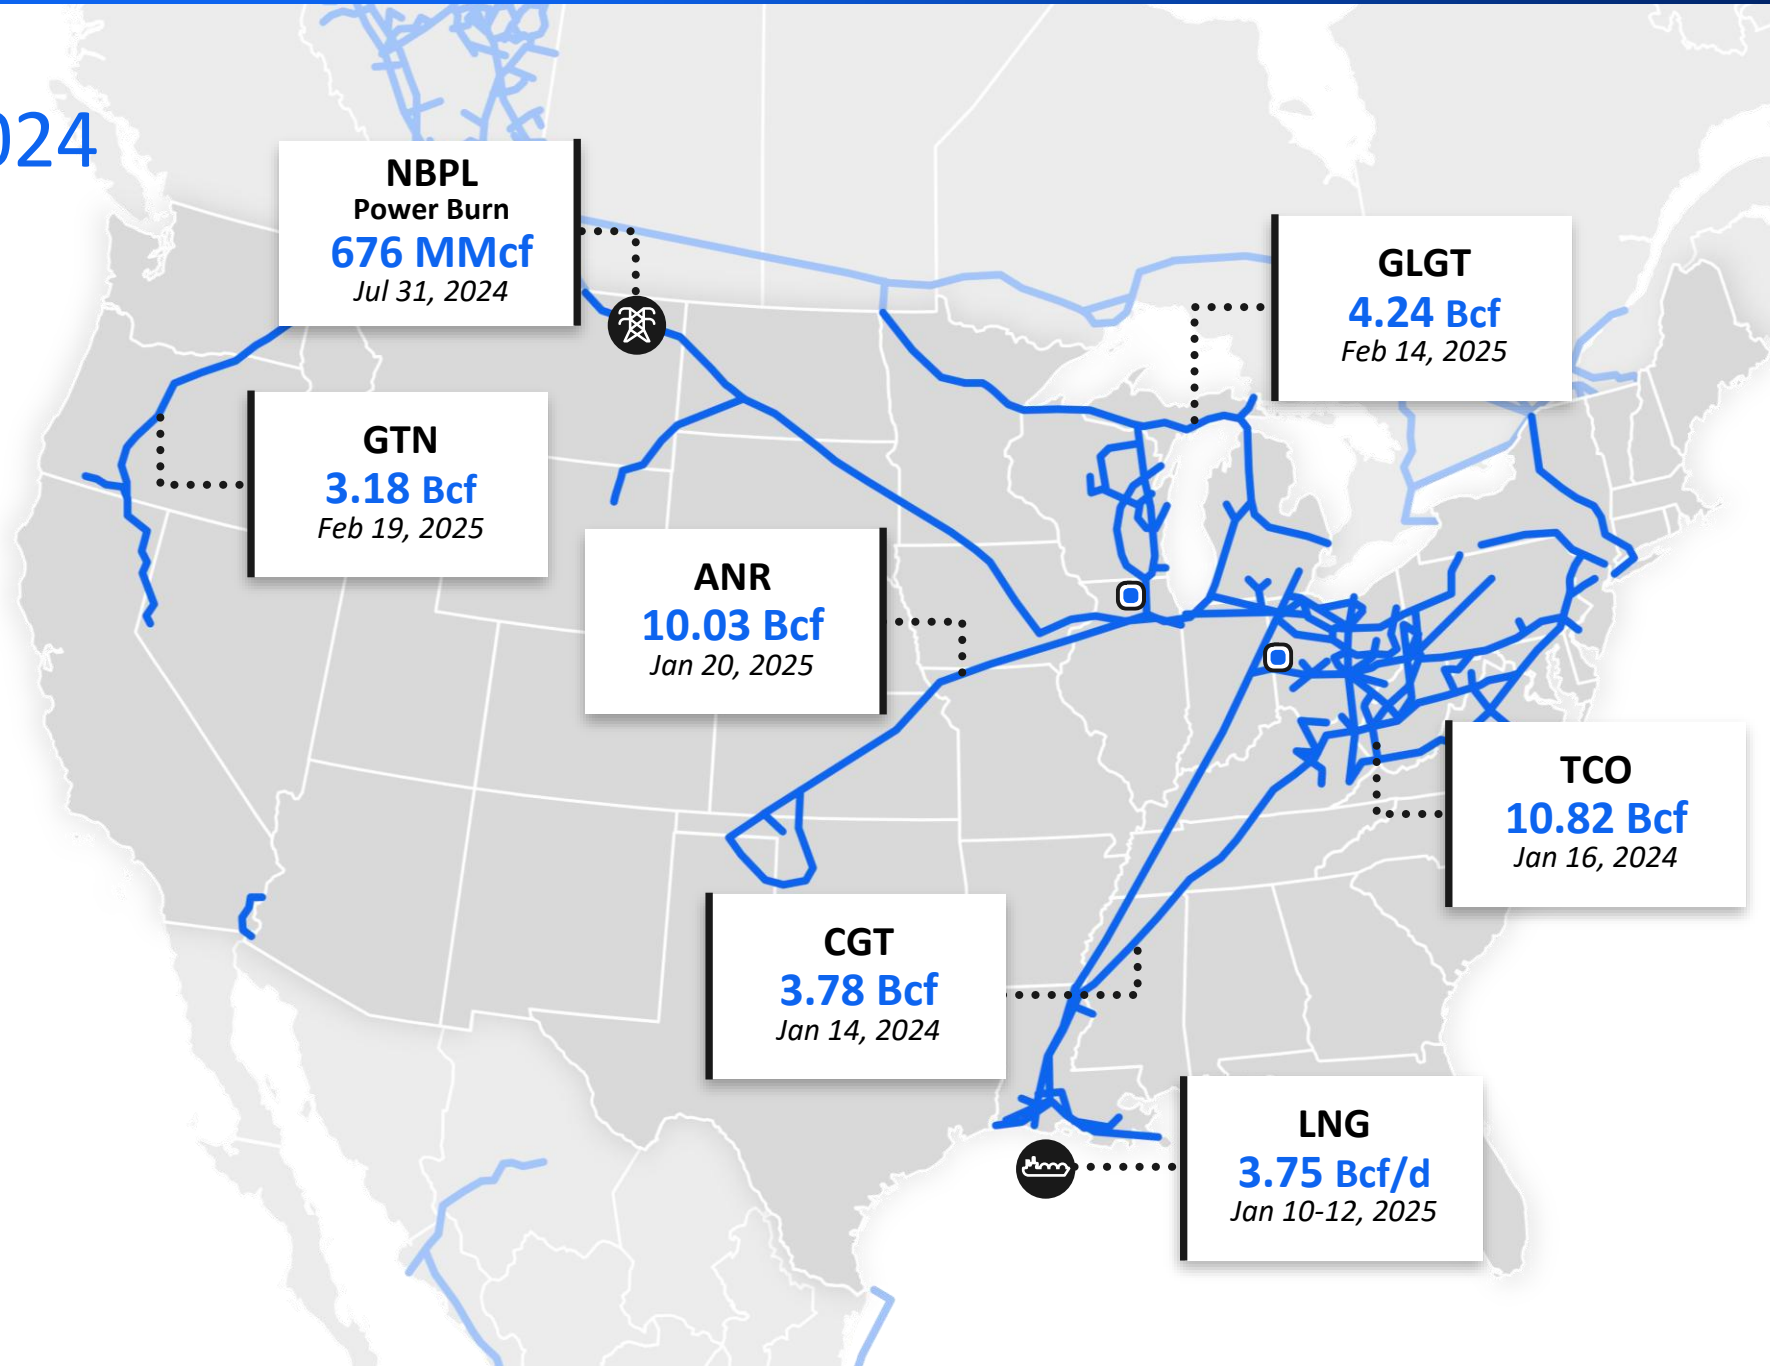 024
NBPL
Power Burn
676 MMcf
Jul 31, 2024
GLGT
4.24 Bcf
Feb 14, 2025
GTN
3.18 Bcf
Feb 19, 2025
ANR
10.03 Bcf
Jan 20, 2025
TCO
10.82 Bcf
Jan 16, 2024
CGT
3.78 Bcf
Jan 14, 2024
LNG
3.75 Bcf/d
Jan 10-12, 2025